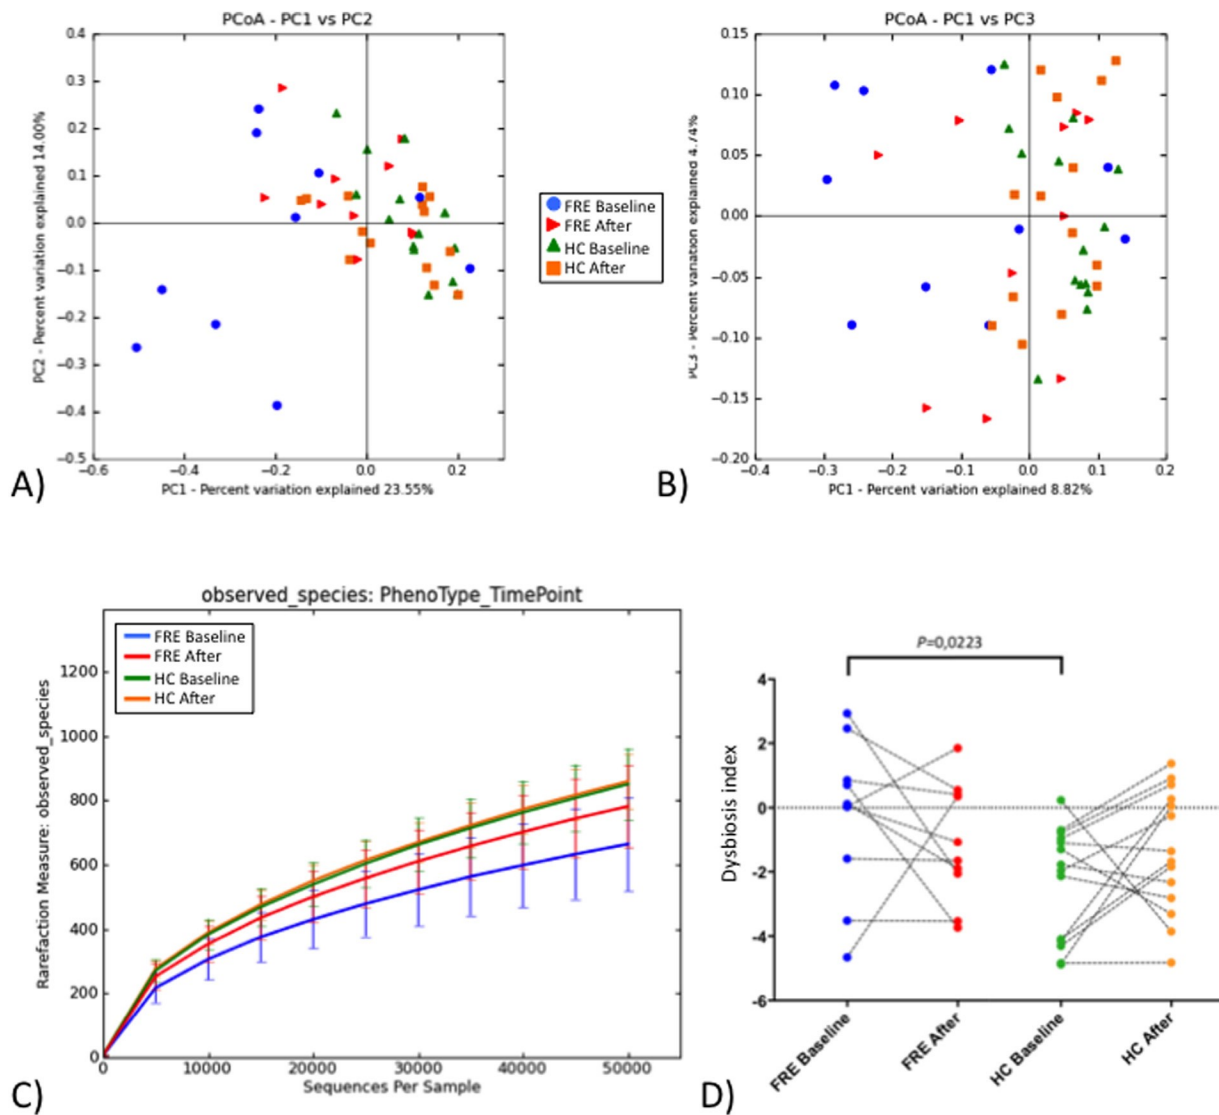 PCoA - PC1 vs PC2
0.4
0.3
0.2
0.1
0.0
−0.1
−0.2
−0.3
−0.4
−0.5
PC2 - Percent variation explained 14.00%
−0.6
−0.4
−0.2
0.0
0.2
PC1 - Percent variation explained 23.55%
A)
FRE Baseline
FRE After
HC Baseline
HC After
PCoA - PC1 vs PC3
0.15
0.10
0.05
0.00
−0.05
−0.10
−0.15
−0.20
PC3 - Percent variation explained 4.74%
−0.4
−0.3
−0.2
−0.1
0.0
0.1
0.2
PC1 - Percent variation explained 8.82%
B)
observed_species: PhenoType_TimePoint
FRE Baseline
FRE After
HC Baseline
HC After
1200
1000
800
600
400
200
0
Rarefaction Measure: observed_species
0
10000
20000
30000
40000
50000
Sequences Per Sample
C)
P=0,0223
4
2
0
-2
-4
-6
Dysbiosis index
FRE Baseline
FRE After
HC Baseline
HC After
D)